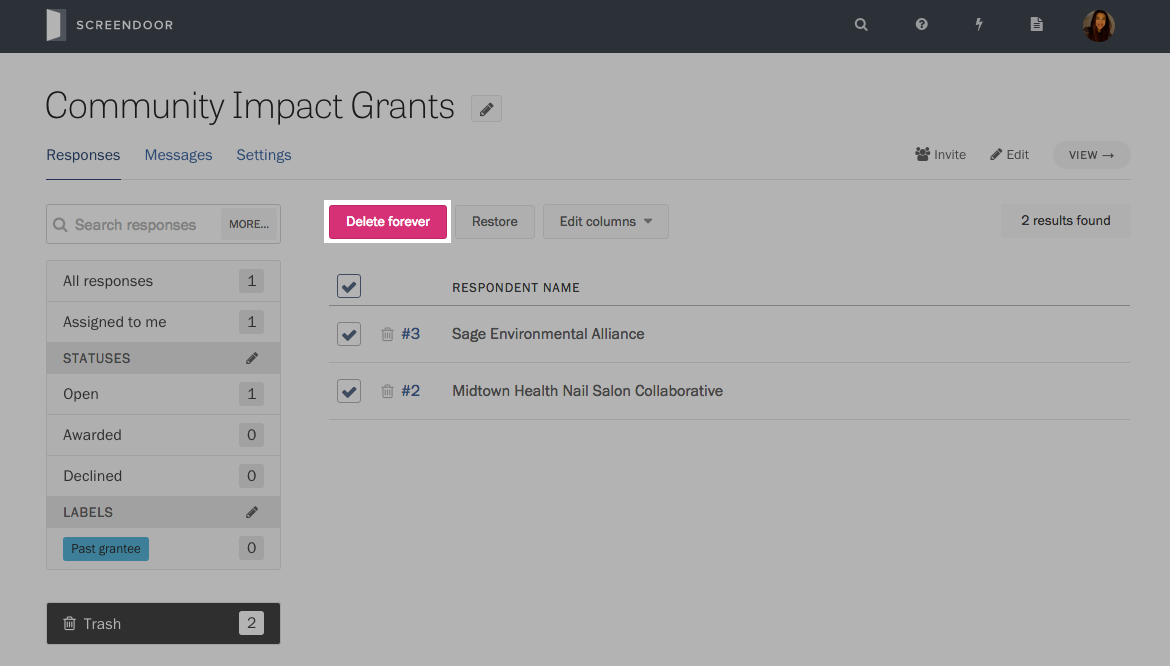 SCREENDOOR
Community Impact Grants
Responses Messages Settings
Invite Edit VIEW →
Search responses MORE...
Delete forever Restore Edit columns
2 results found
All responses 1
Assigned to me 1
STATUSES
Open 1
Awarded 0
Declined 0
LABELS
Past grantee 0
Trash 2
RESPONDENT NAME
#3 Sage Environmental Alliance
#2 Midtown Health Nail Salon Collaborative